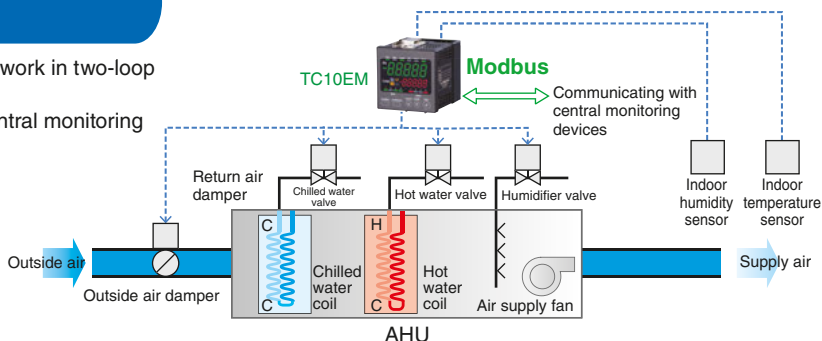 work in two-loop
ntral monitoring
TC10EM
Modbus
Communicating with
central monitoring
devices
Return air
damper
Chilled water
valve
Hot water valve
Humidifier valve
Indoor
humidity
sensor
Indoor
temperature
sensor
Outside air
Outside air damper
C
C
Chilled
water
coil
H
C
Hot
water
coil
Air supply fan
Supply air
AHU